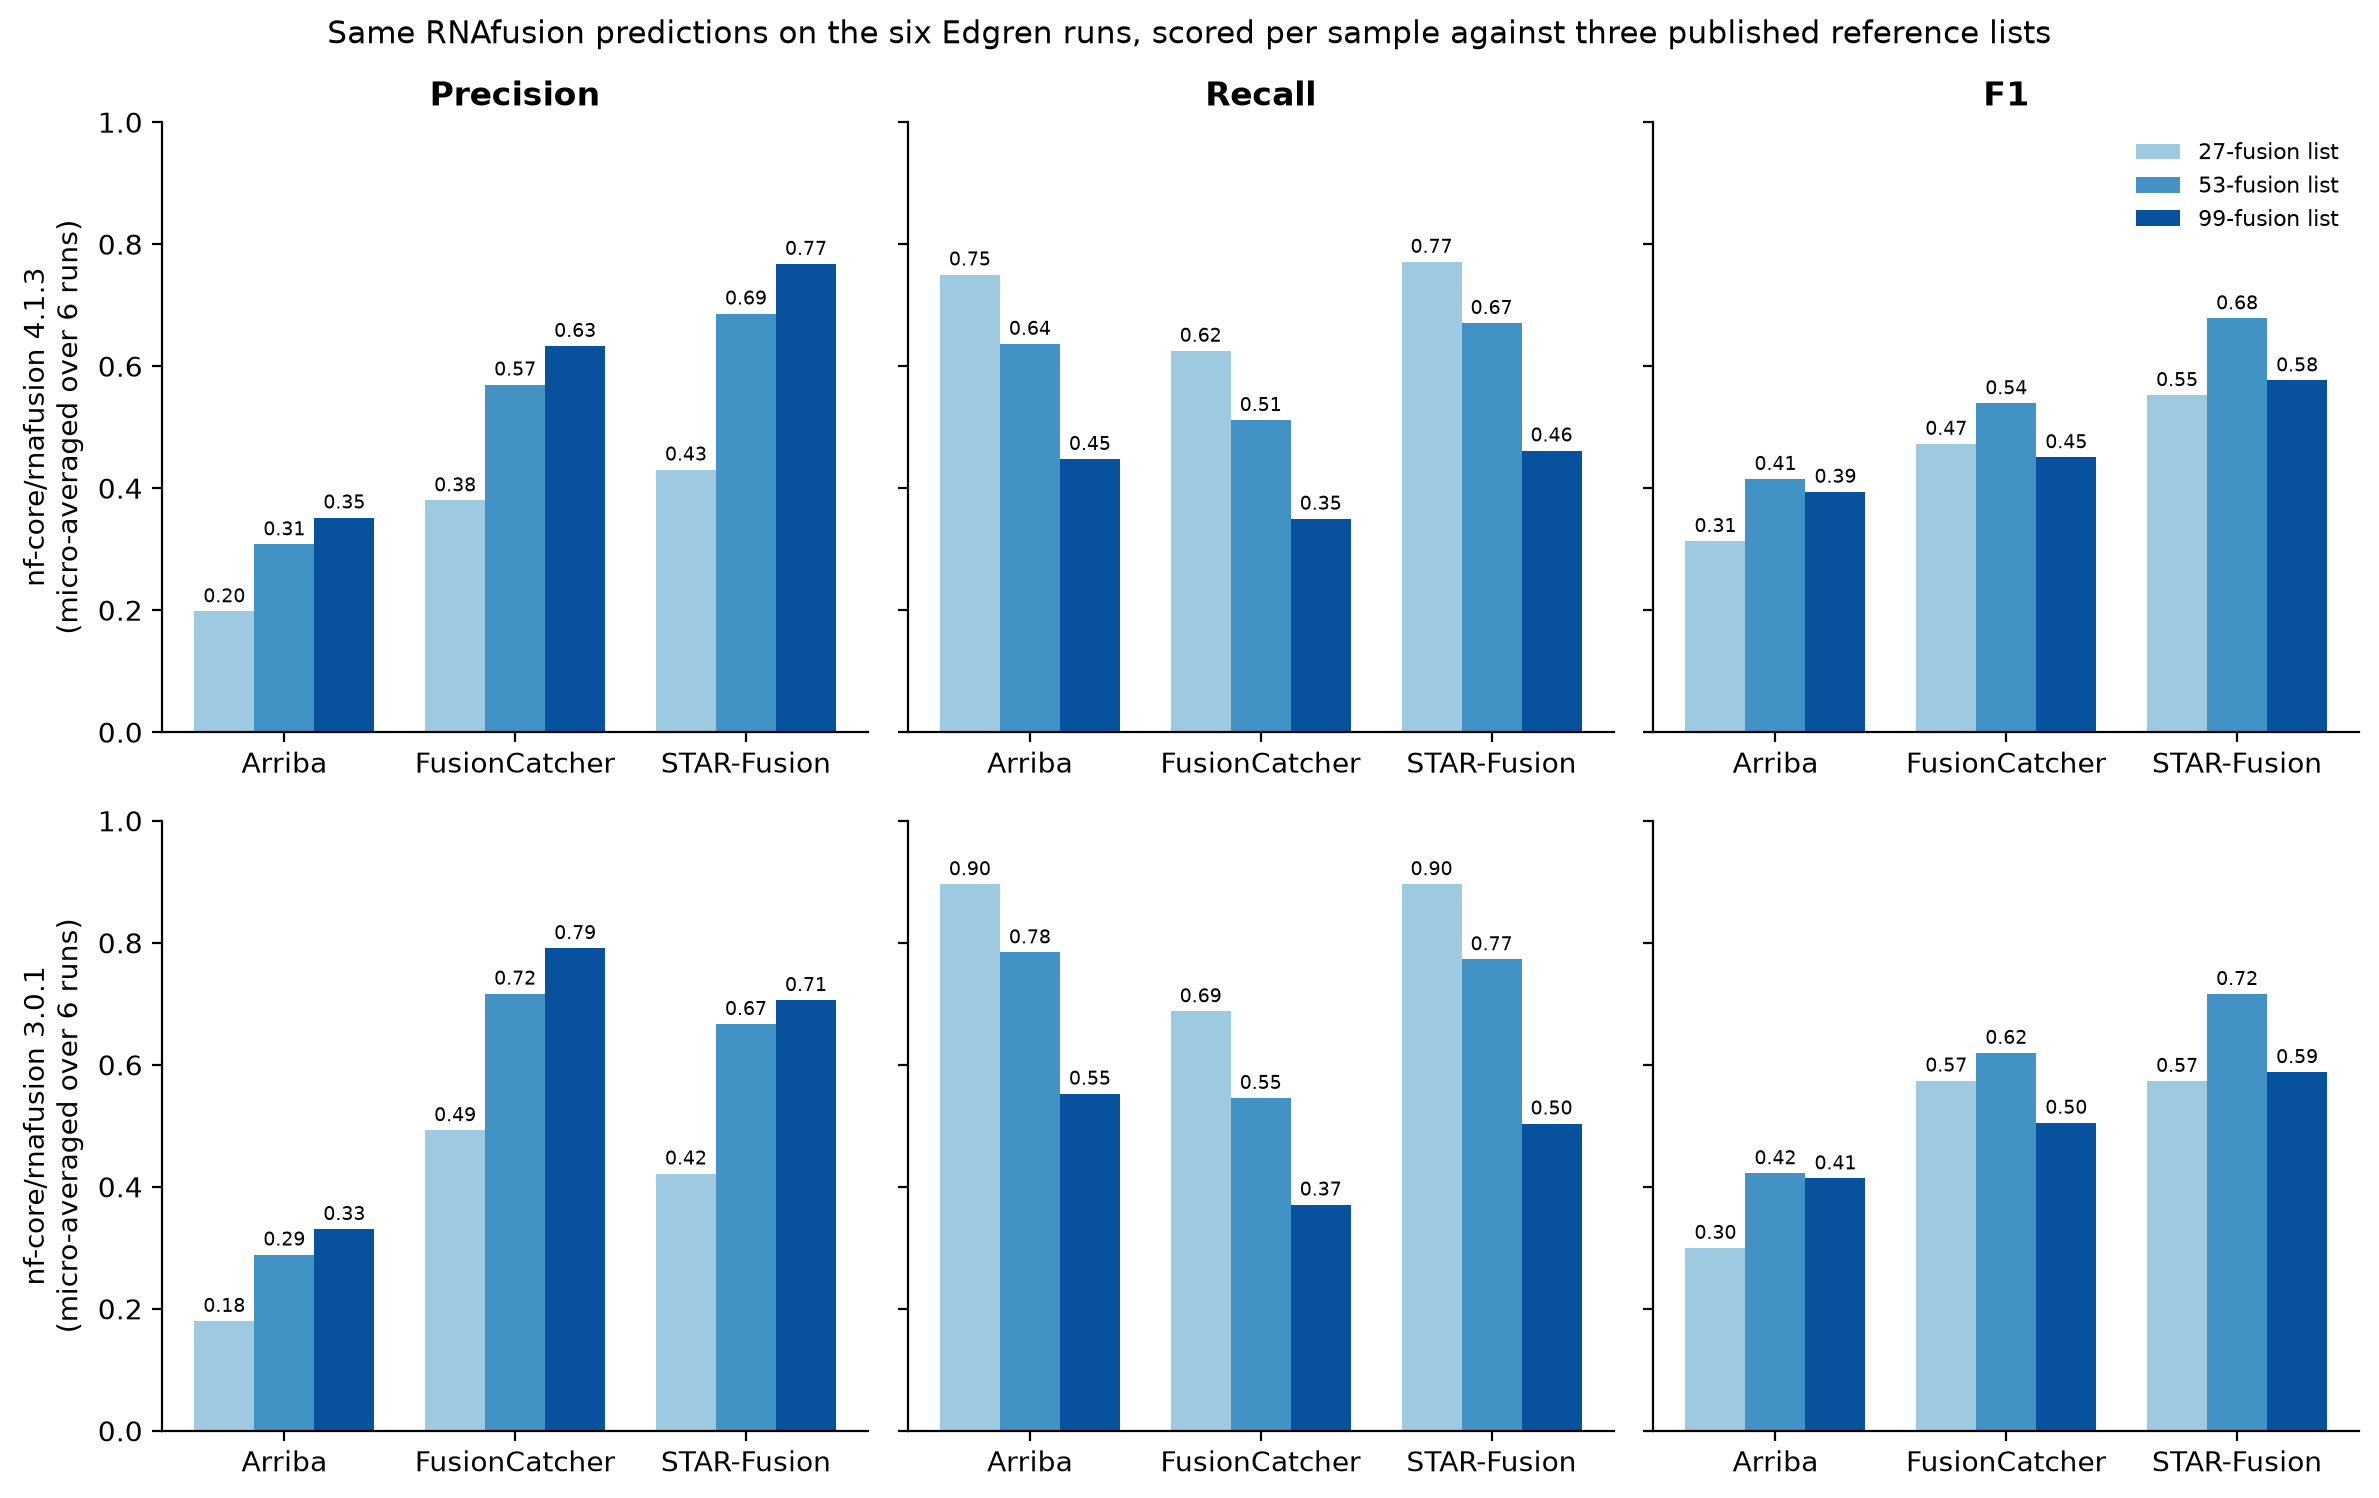 Same RNAfusion predictions on the six Edgren runs, scored per sample against three published reference lists
Precision
Recall
F1
nf-core/rnafusion 4.1.3
(micro-averaged over 6 runs)
1.0
0.8
0.6
0.4
0.2
0.0
0.20
0.31
0.35
0.38
0.57
0.63
0.43
0.69
0.77
Arriba
FusionCatcher
STAR-Fusion
0.75
0.64
0.45
0.62
0.51
0.35
0.77
0.67
0.46
Arriba
FusionCatcher
STAR-Fusion
27-fusion list
53-fusion list
99-fusion list
0.31
0.41
0.39
0.47
0.54
0.45
0.55
0.68
0.58
Arriba
FusionCatcher
STAR-Fusion
nf-core/rnafusion 3.0.1
(micro-averaged over 6 runs)
1.0
0.8
0.6
0.4
0.2
0.0
0.18
0.29
0.33
0.49
0.72
0.79
0.42
0.67
0.71
Arriba
FusionCatcher
STAR-Fusion
0.90
0.78
0.55
0.69
0.55
0.37
0.90
0.77
0.50
Arriba
FusionCatcher
STAR-Fusion
0.30
0.42
0.41
0.57
0.62
0.50
0.57
0.72
0.59
Arriba
FusionCatcher
STAR-Fusion